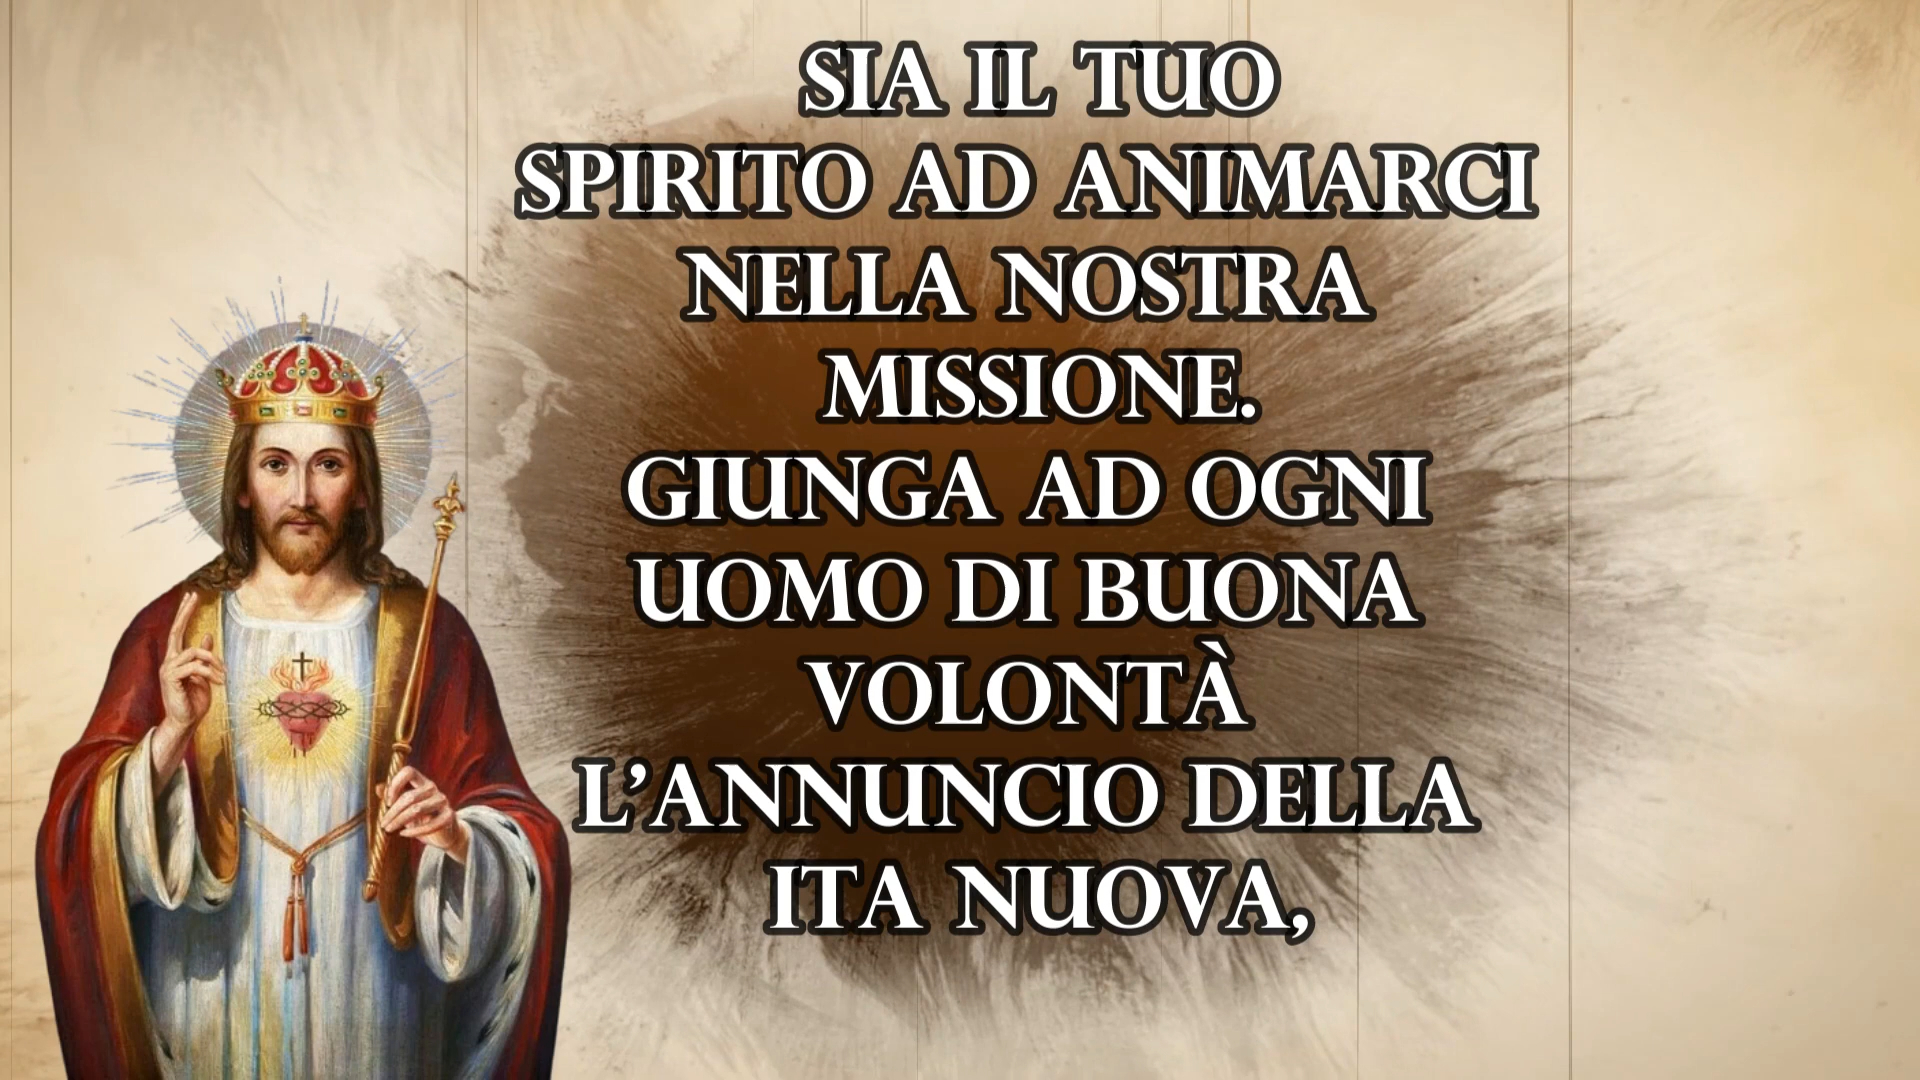 SIA IL TUO
SPIRITO AD ANIMARCI
NELLA NOSTRA
MISSIONE.
GIUNGA AD OGNI
UOMO DI BUONA
VOLONTÀ
L’ANNUNCIO DELLA
ITA NUOVA,